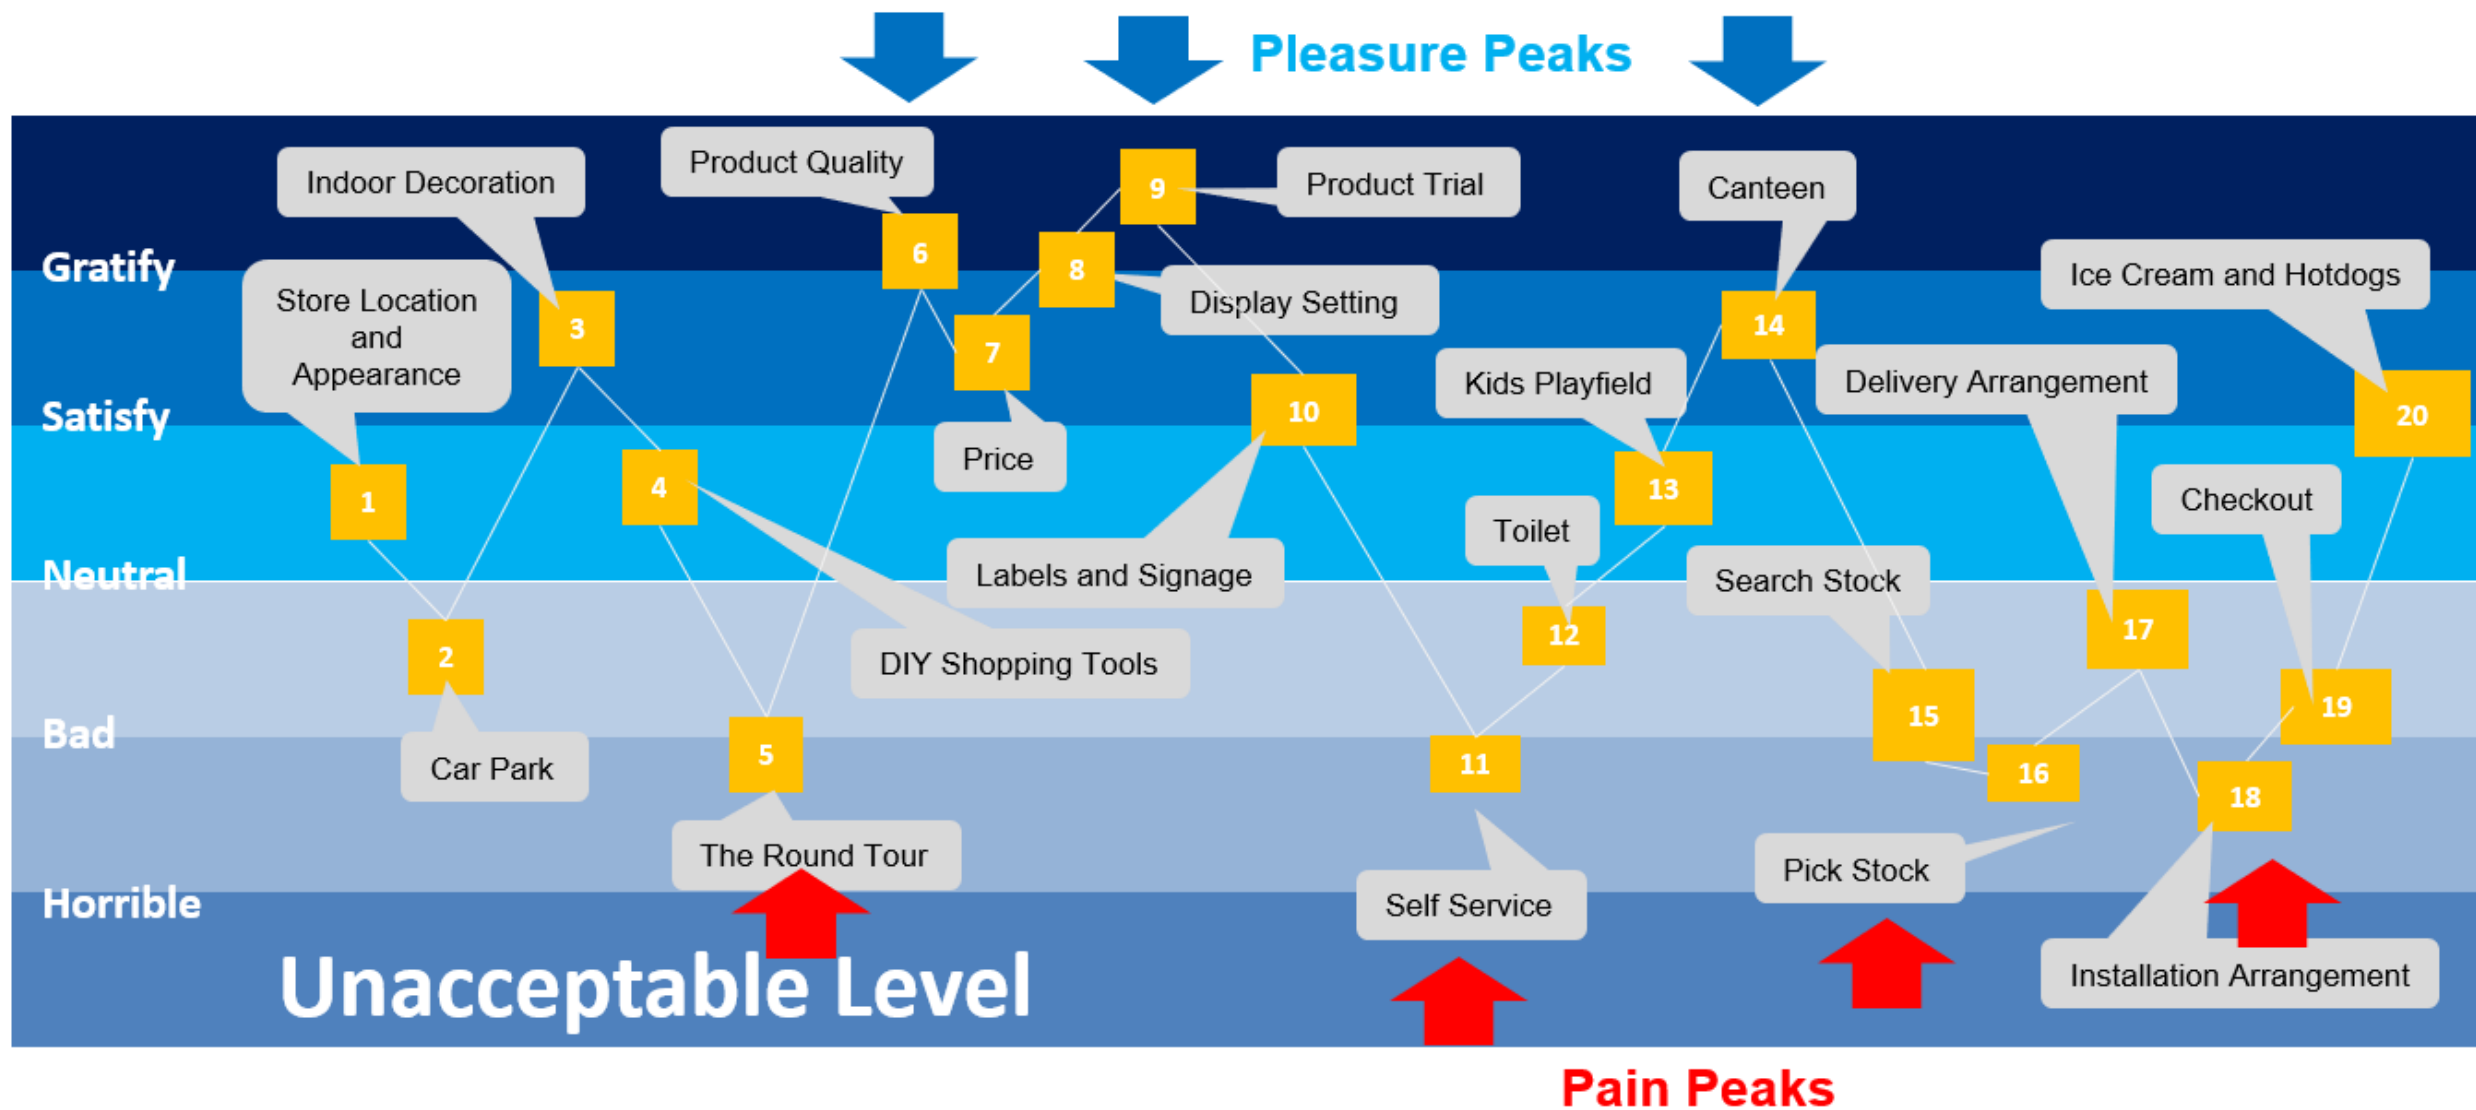 Pleasure Peaks
Product Quality
Indoor Decoration
9
Product Trial
Canteen
6
Gratify
8
Ice Cream and Hotdogs
Store Location
and
Appearance
3
Display Setting
14
7
Delivery Arrangement
Kids Playfield
Satisfy
10
20
Price
1
4
13
Checkout
Toilet
Neutral
Labels and Signage
Search Stock
2
12
17
DIY Shopping Tools
Bad
15
19
Car Park
5
11
16
18
The Round Tour
Pick Stock
Horrible
Self Service
Unacceptable Level
Installation Arrangement
Pain Peaks